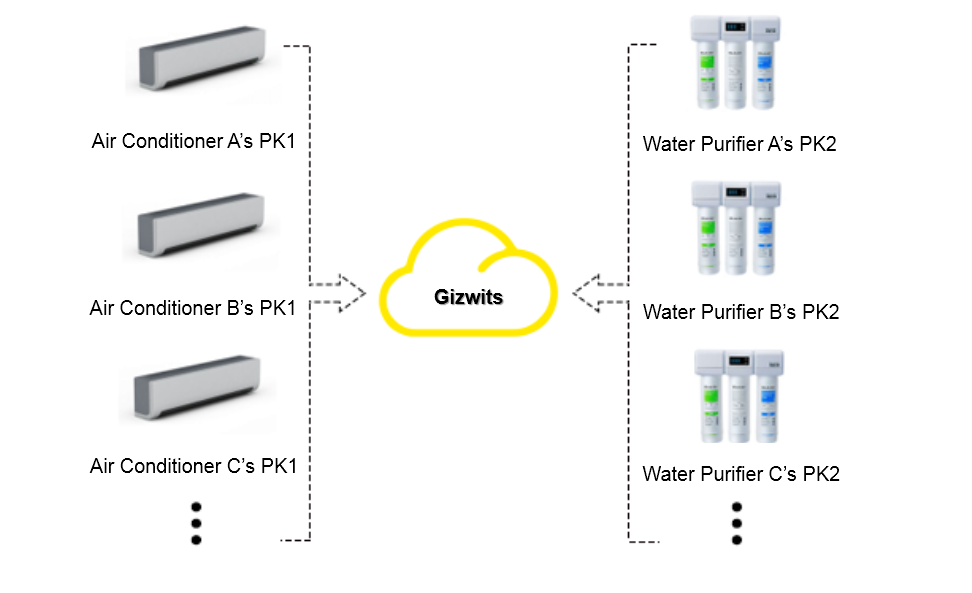 Air Conditioner A’s PK1
Water Purifier A’s PK2
Air Conditioner B’s PK1
Water Purifier B’s PK2
Gizwits
Air Conditioner C’s PK1
Water Purifier C’s PK2